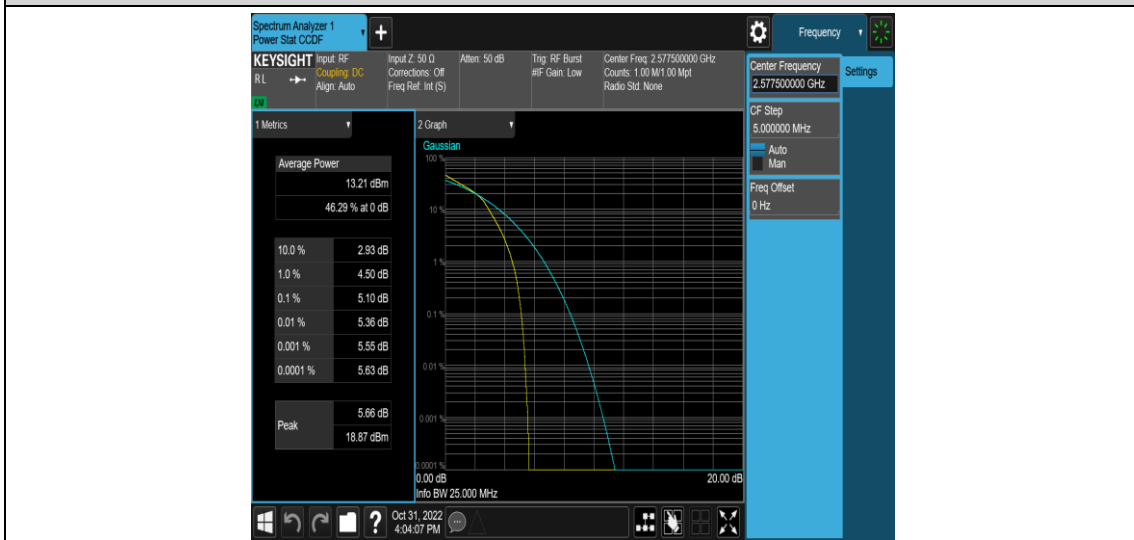 Spectrum Analyzer 1
Power Stat CCDF
+
Frequency
KEYSIGHT
RL
LNI
Input: RF
Coupling: DC
Align: Auto
Input Z: 50 Ω
Corrections: Off
Freq Ref: Int (S)
Atten: 50 dB
Trig: RF Burst
#IF Gain: Low
Center Freq: 2.577500000 GHz
Counts: 1.00 M/1.00 Mpt
Radio Std: None
Center Frequency
2.577500000 GHz
Settings
CF Step
5.000000 MHz
Auto
Man
Freq Offset
0 Hz
1 Metrics
Average Power
13.21 dBm
46.29 % at 0 dB
10.0 % 2.93 dB
1.0 % 4.50 dB
0.1 % 5.10 dB
0.01 % 5.36 dB
0.001 % 5.55 dB
0.0001 % 5.63 dB
Peak
5.66 dB
18.87 dBm
2 Graph
Gaussian
100 %
10 %
1 %
0.1 %
0.01 %
0.001 %
0.0001 %
0.00 dB 20.00 dB
Info BW 25.000 MHz
?
Oct 31, 2022
4:04:07 PM